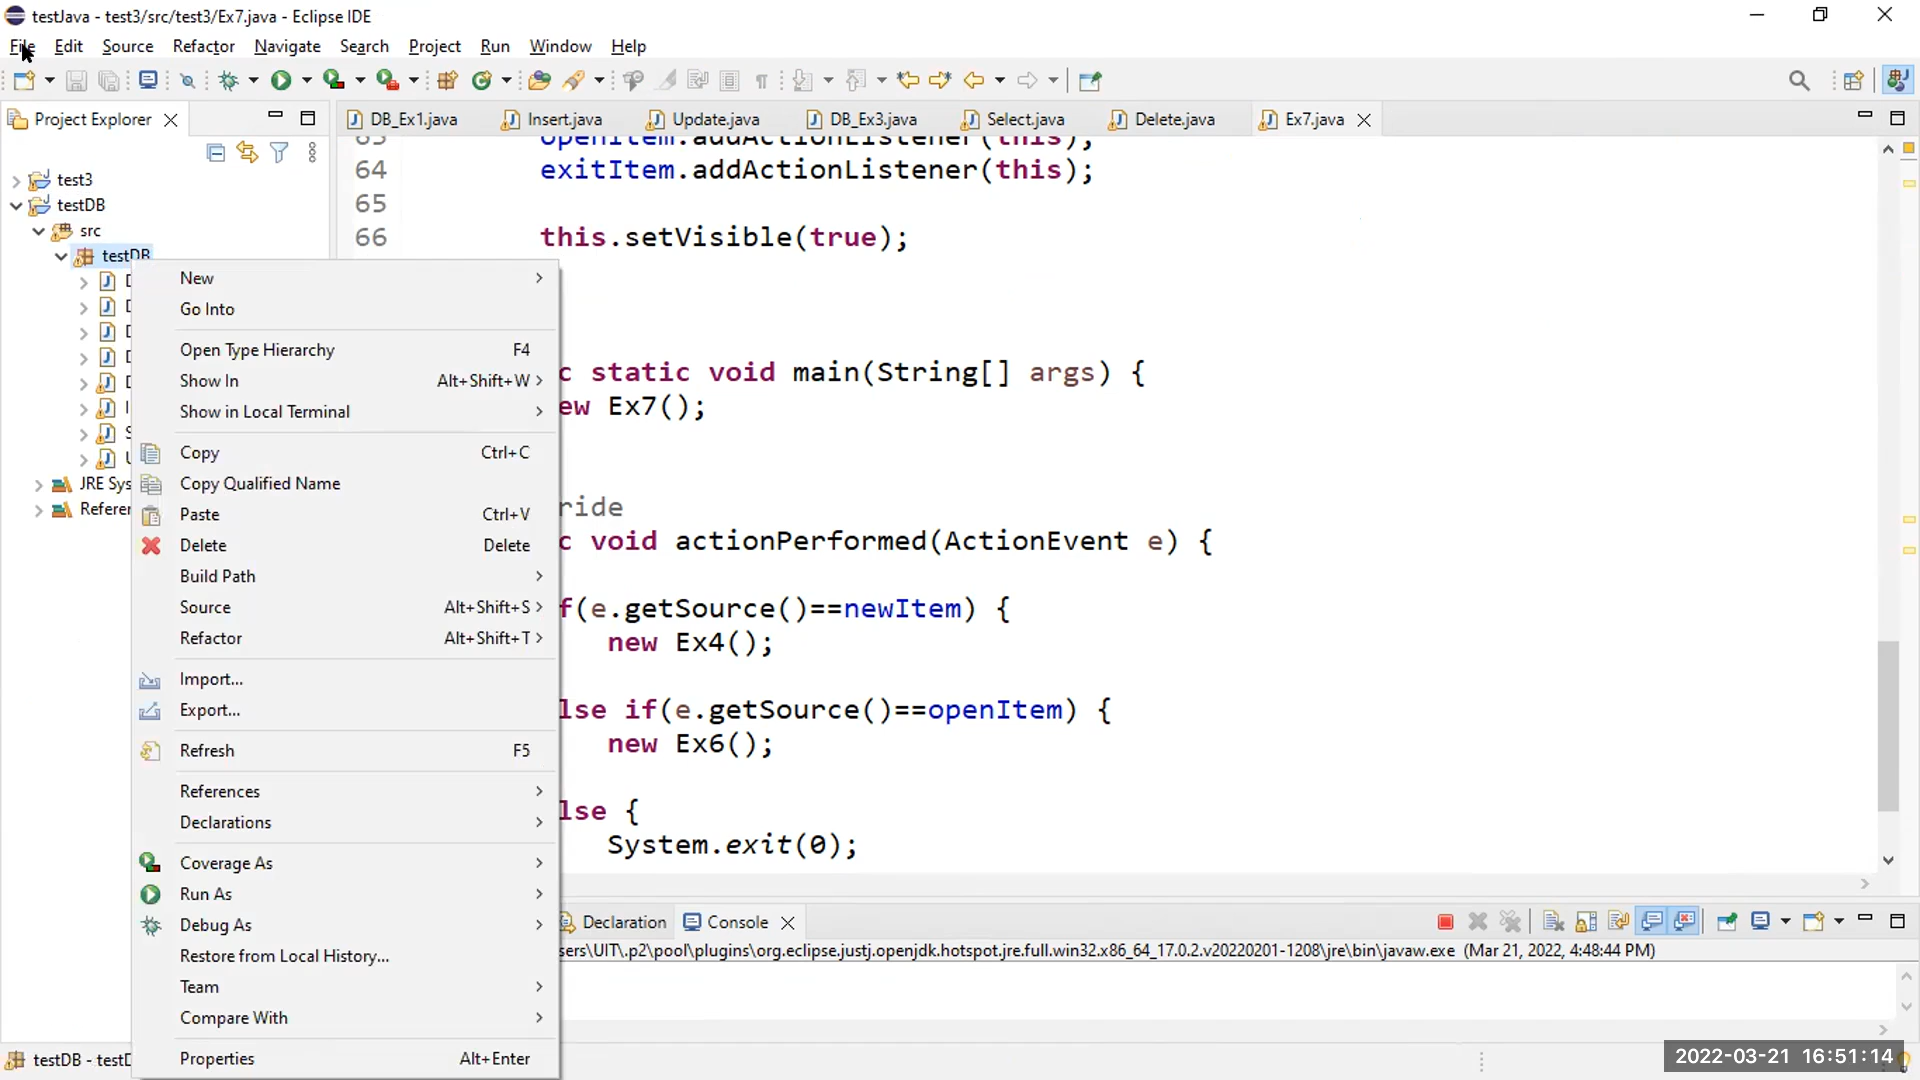 testJava - test3/src/test3/Ex7.java - Eclipse IDE
File Edit Source Refactor Navigate Search Project Run Window Help
Project Explorer
DB_Ex1.java Insert.java Update.java DB_Ex3.java Select.java Delete.java Ex7.java
test3
testDB
src
testDB
JRE Sys
Referen
63 openItem.addActionListener(this);
64 exitItem.addActionListener(this);
65
66 this.setVisible(true);
c static void main(String[] args) {
ew Ex7();
ride
c void actionPerformed(ActionEvent e) {
f(e.getSource()==newItem) {
new Ex4();
lse if(e.getSource()==openItem) {
new Ex6();
lse {
System.exit(0);
New
Go Into
Open Type Hierarchy F4
Show In Alt+Shift+W
Show in Local Terminal
Copy Ctrl+C
Copy Qualified Name
Paste Ctrl+V
Delete Delete
Build Path
Source Alt+Shift+S
Refactor Alt+Shift+T
Import...
Export...
Refresh F5
References
Declarations
Coverage As
Run As
Debug As
Restore from Local History...
Team
Compare With
Properties Alt+Enter
Declaration Console
sers\UIT\.p2\pool\plugins\org.eclipse.justj.openjdk.hotspot.jre.full.win32.x86_64_17.0.2.v20220201-1208\jre\bin\javaw.exe (Mar 21, 2022, 4:48:44 PM)
testDB - testD
2022-03-21 16:51:14